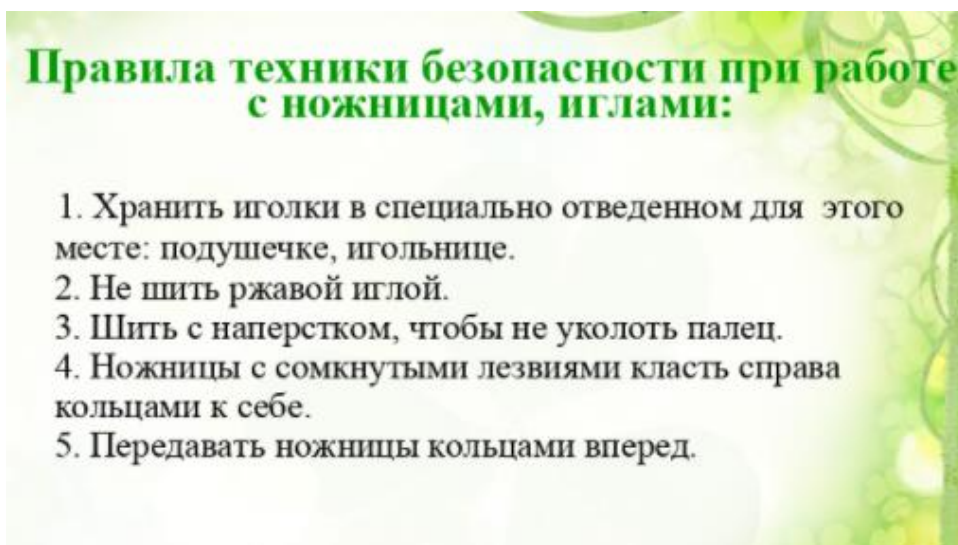 Правила техники безопасности при работе
с ножницами, иглами:
1. Хранить иголки в специально отведенном для этого
месте: подушечке, игольнице.
2. Не шить ржавой иглой.
3. Шить с наперстком, чтобы не уколоть палец.
4. Ножницы с сомкнутыми лезвиями класть справа
кольцами к себе.
5. Передавать ножницы кольцами вперед.